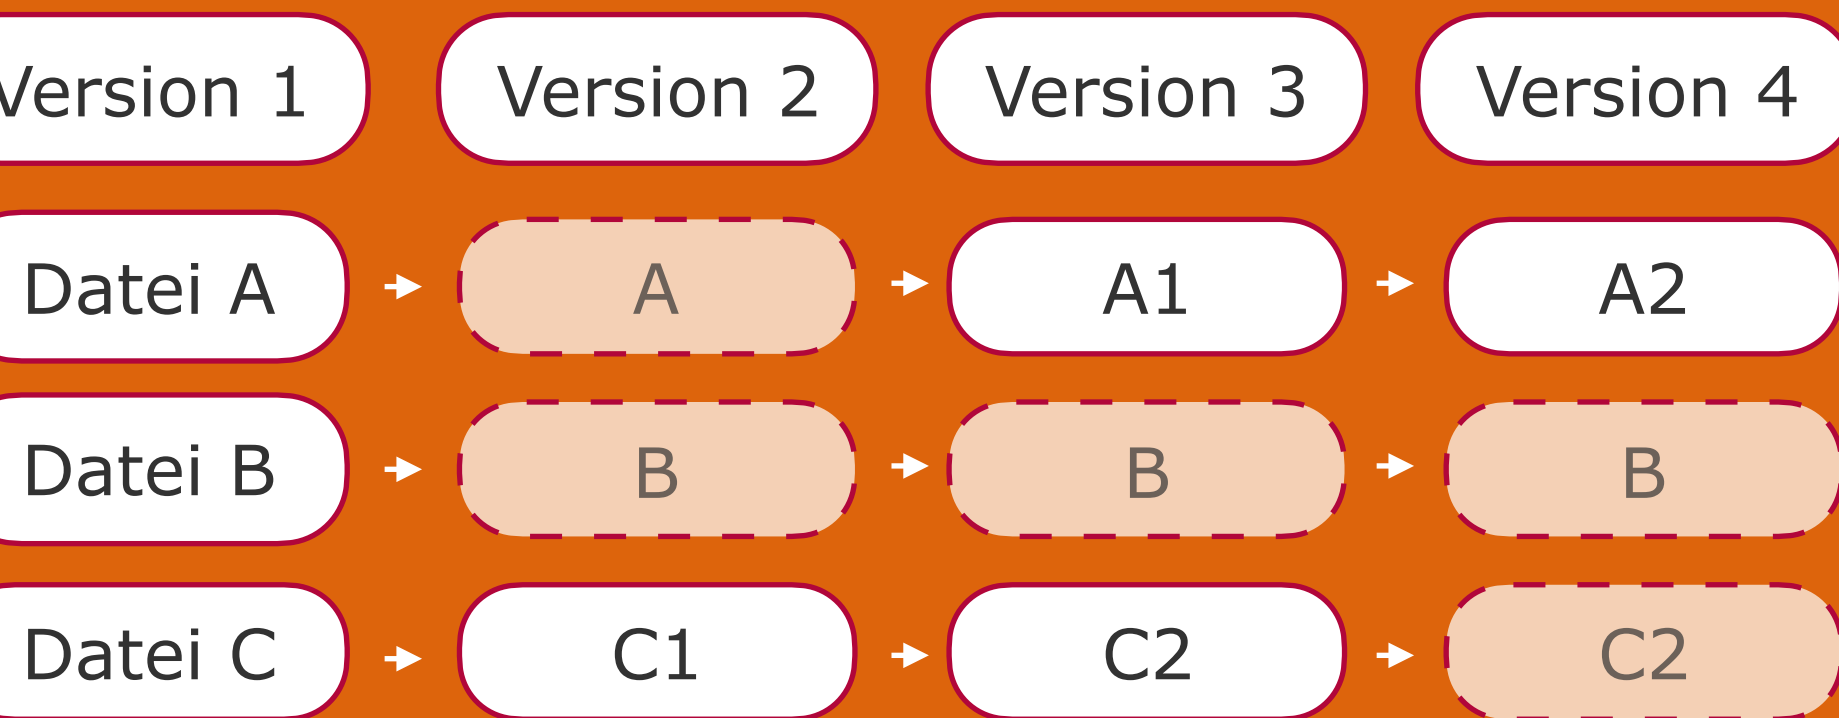 Version 1 Version 2 Version 3 Version 4
Datei A A A1 A2
Datei B B B B
Datei C C1 C2 C2